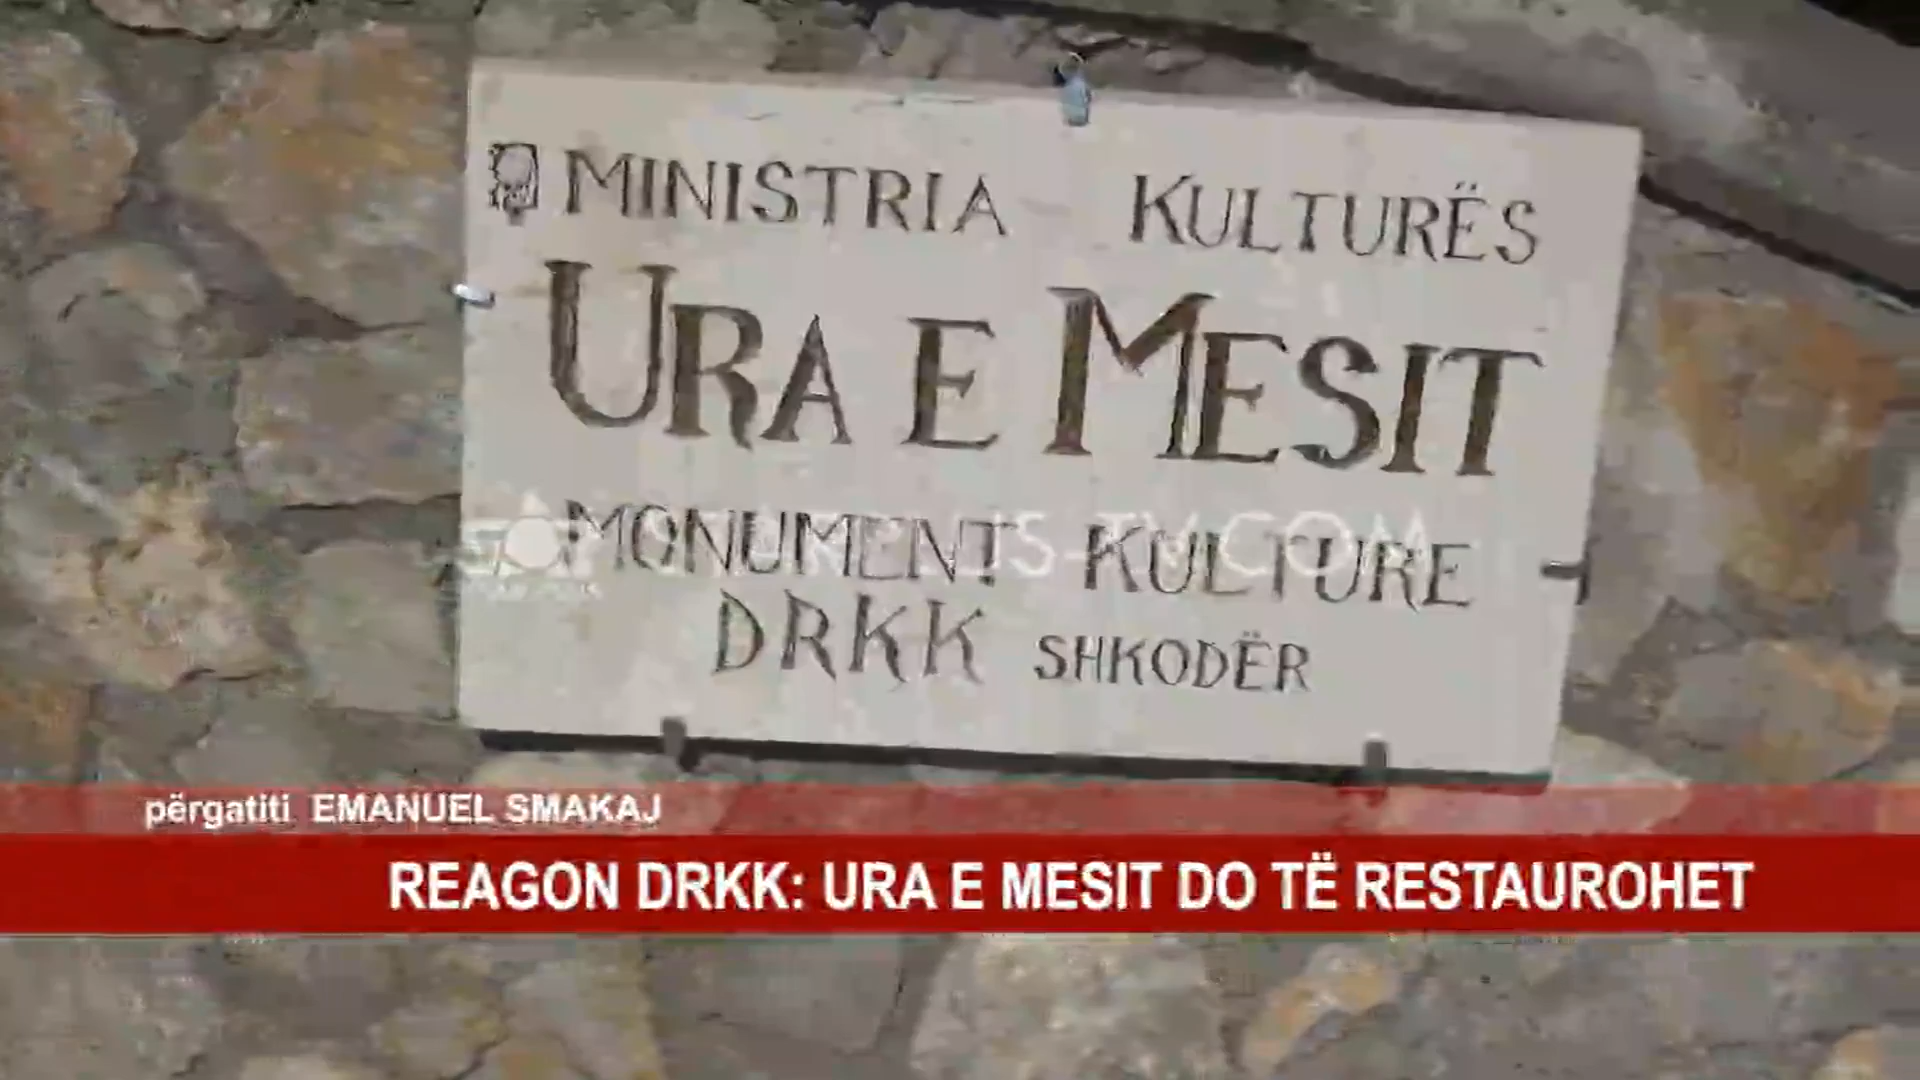 MINISTRIA KULTURËS
URA E MESIT
MONUMENT KULTURE
DRKK SHKODËR
përgatiti EMANUEL SMAKAJ
REAGON DRKK: URA E MESIT DO TË RESTAUROHET